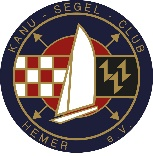 KANU - SEGEL - CLUB
HEMER e.V.